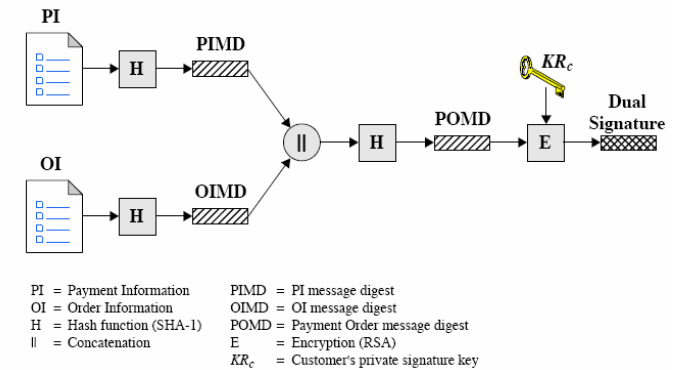 PI
PIMD
H
KRc
POMD
Dual
Signature
||
H
E
OI
OIMD
H
PI = Payment Information
OI = Order Information
H = Hash function (SHA-1)
|| = Concatenation
PIMD = PI message digest
OIMD = OI message digest
POMD = Payment Order message digest
E = Encryption (RSA)
KRc = Customer's private signature key